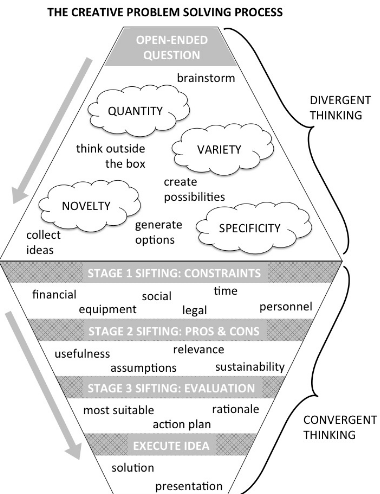 THE CREATIVE PROBLEM SOLVING PROCESS
OPEN-ENDED
QUESTION
brainstorm
QUANTITY
DIVERGENT
THINKING
think outside
the box
VARIETY
create
possibilities
NOVELTY
generate
options
SPECIFICITY
collect
ideas
STAGE 1 SIFTING: CONSTRAINTS
financial
social
time
equipment
legal
personnel
STAGE 2 SIFTING: PROS & CONS
usefulness
relevance
assumptions
sustainability
STAGE 3 SIFTING: EVALUATION
most suitable
rationale
action plan
CONVERGENT
THINKING
EXECUTE IDEA
solution
presentation